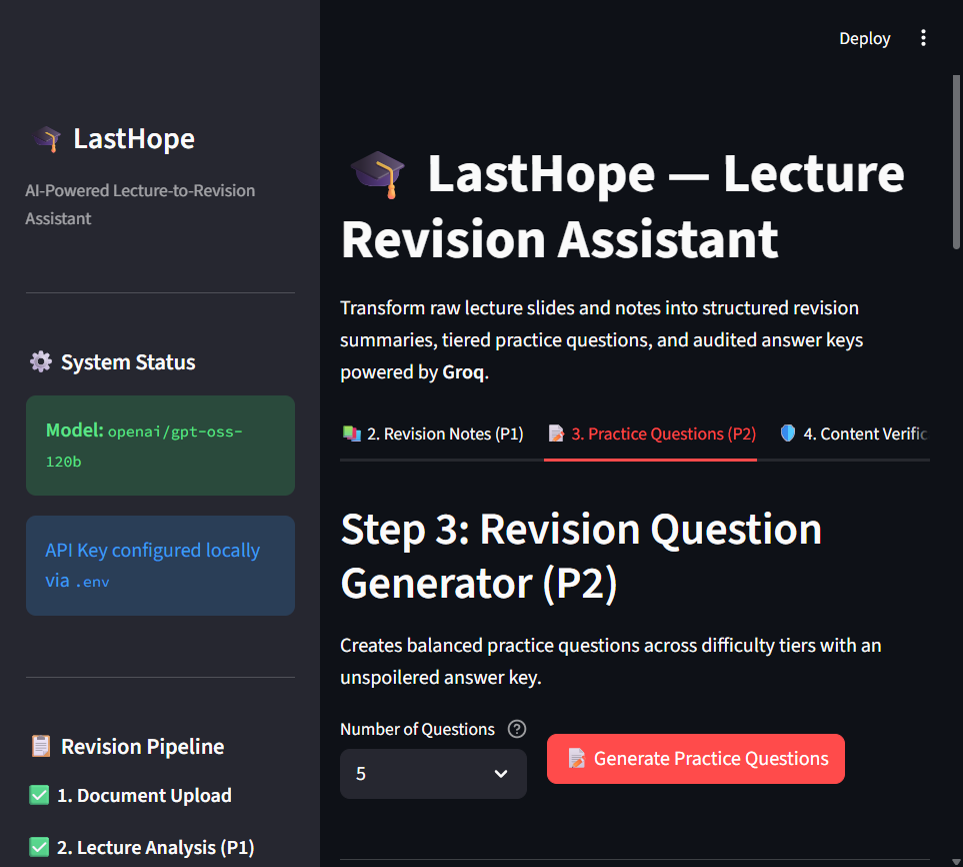 Deploy
LastHope
AI-Powered Lecture-to-Revision
Assistant
System Status
Model: openai/gpt-oss-
120b
API Key configured locally
via .env
Revision Pipeline
1. Document Upload
2. Lecture Analysis (P1)
LastHope — Lecture
Revision Assistant
Transform raw lecture slides and notes into structured revision
summaries, tiered practice questions, and audited answer keys
powered by Groq.
2. Revision Notes (P1) 3. Practice Questions (P2) 4. Content Verific
Step 3: Revision Question
Generator (P2)
Creates balanced practice questions across difficulty tiers with an
unspoilered answer key.
Number of Questions
5
Generate Practice Questions